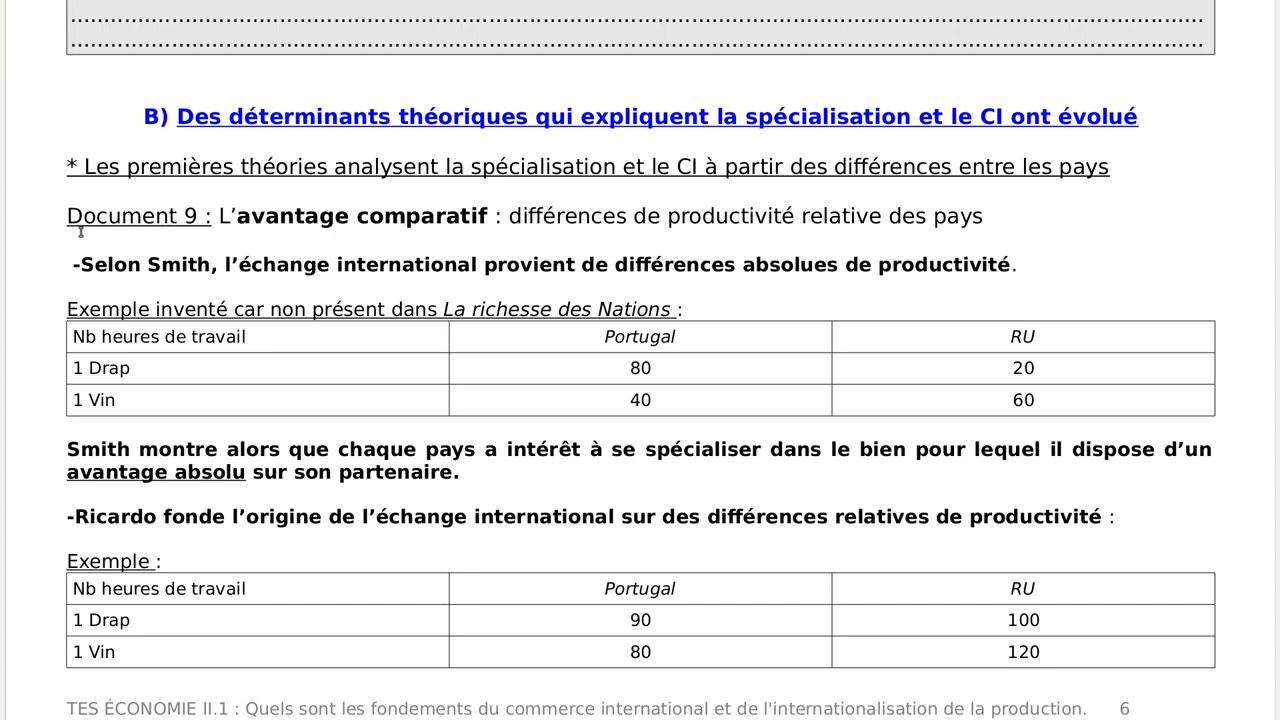 ................................................................................
................................................................................
B) Des déterminants théoriques qui expliquent la spécialisation et le CI ont évolué
* Les premières théories analysent la spécialisation et le CI à partir des différences entre les pays
Document 9 : L’avantage comparatif : différences de productivité relative des pays
-Selon Smith, l’échange international provient de différences absolues de productivité.
Exemple inventé car non présent dans La richesse des Nations :
Nb heures de travail Portugal RU
1 Drap 80 20
1 Vin 40 60
Smith montre alors que chaque pays a intérêt à se spécialiser dans le bien pour lequel il dispose d’un
avantage absolu sur son partenaire.
-Ricardo fonde l’origine de l’échange international sur des différences relatives de productivité :
Exemple :
Nb heures de travail Portugal RU
1 Drap 90 100
1 Vin 80 120
TES ÉCONOMIE II.1 : Quels sont les fondements du commerce international et de l'internationalisation de la production. 6